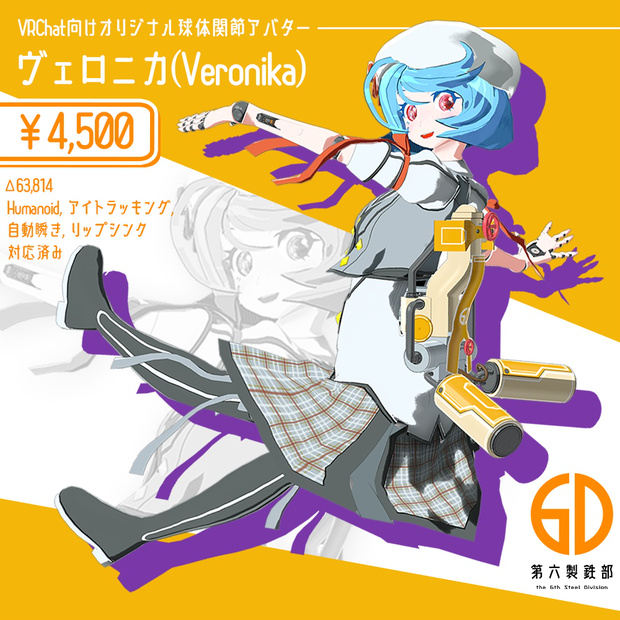 VRChat向けオリジナル球体関節アバター
ヴェロニカ(Veronika)
¥4,500
△63,814
Humanoid, アイトラッキング,
自動瞬き, リップシンク
対応済み
6D
第六製鉄部
the 6th Steel Division